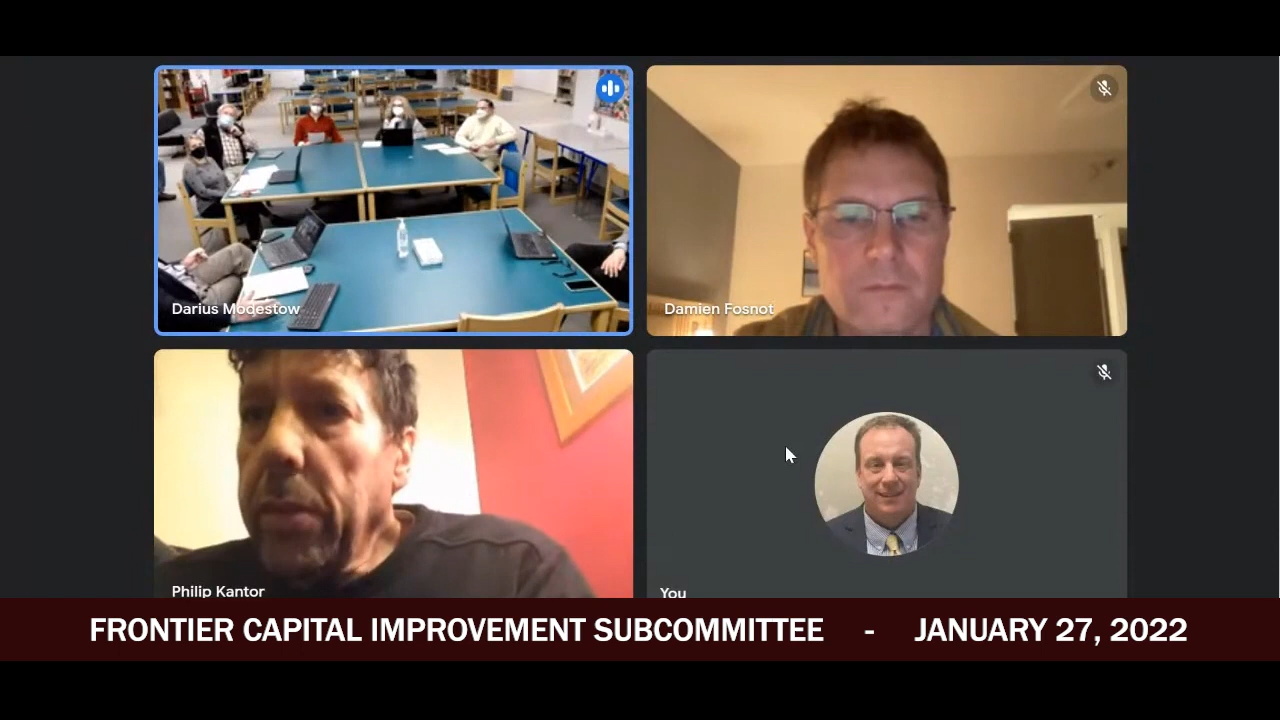 Darius Modestow
Damien Fosnot
Philip Kantor
You
FRONTIER CAPITAL IMPROVEMENT SUBCOMMITTEE - JANUARY 27, 2022